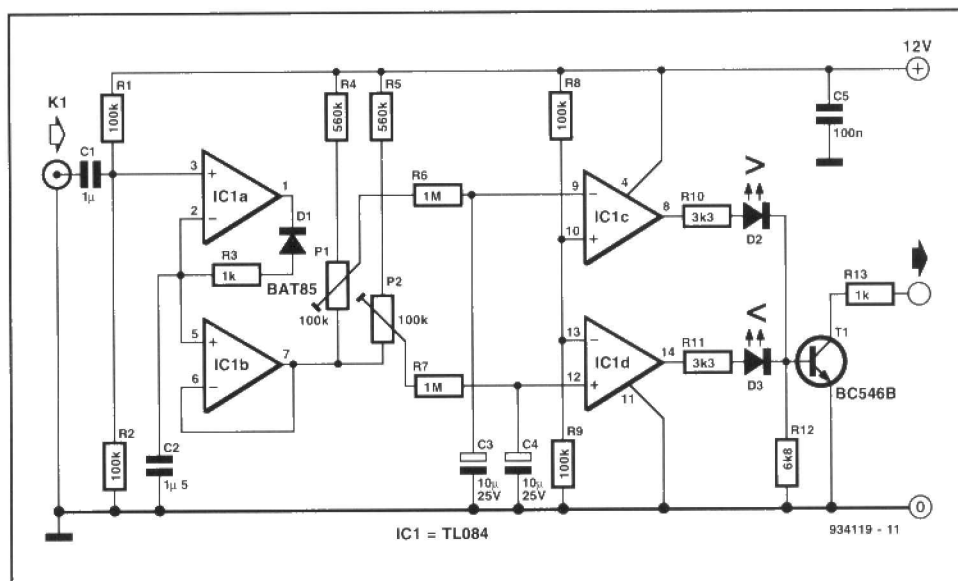 12V
+
K1
C1
1µ
R1
100k
R4
560k
R5
560k
R8
100k
C5
100n
3
+
1
IC1a
2
−
D1
BAT85
R3
1k
5
+
7
IC1b
6
−
P1
100k
P2
100k
R6
1M
R7
1M
9
−
4
IC1c
8
10
+
13
−
IC1d
14
12
+
11
R10
3k3
D2
R11
3k3
D3
R13
1k
T1
BC546B
R12
6k8
R2
100k
C2
1µ5
C3
10µ
25V
C4
10µ
25V
R9
100k
0
IC1 = TL084
934119 - 11